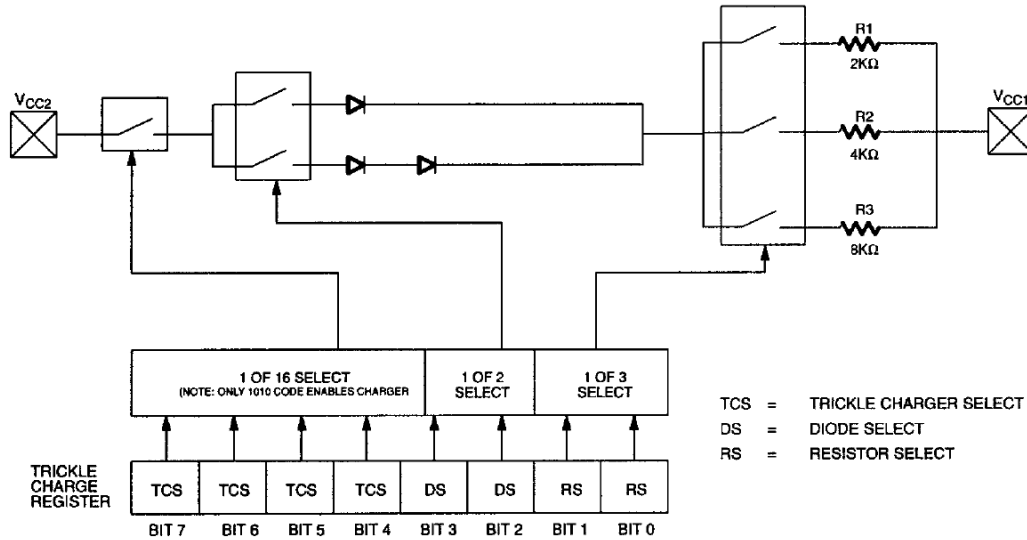 R1
2KΩ
VCC2
VCC1
R2
4KΩ
R3
8KΩ
1 OF 16 SELECT
(NOTE: ONLY 1010 CODE ENABLES CHARGER
1 OF 2
SELECT
1 OF 3
SELECT
TCS = TRICKLE CHARGER SELECT
DS = DIODE SELECT
RS = RESISTOR SELECT
TRICKLE
CHARGE
REGISTER
TCS TCS TCS TCS DS DS RS RS
BIT 7 BIT 6 BIT 5 BIT 4 BIT 3 BIT 2 BIT 1 BIT 0